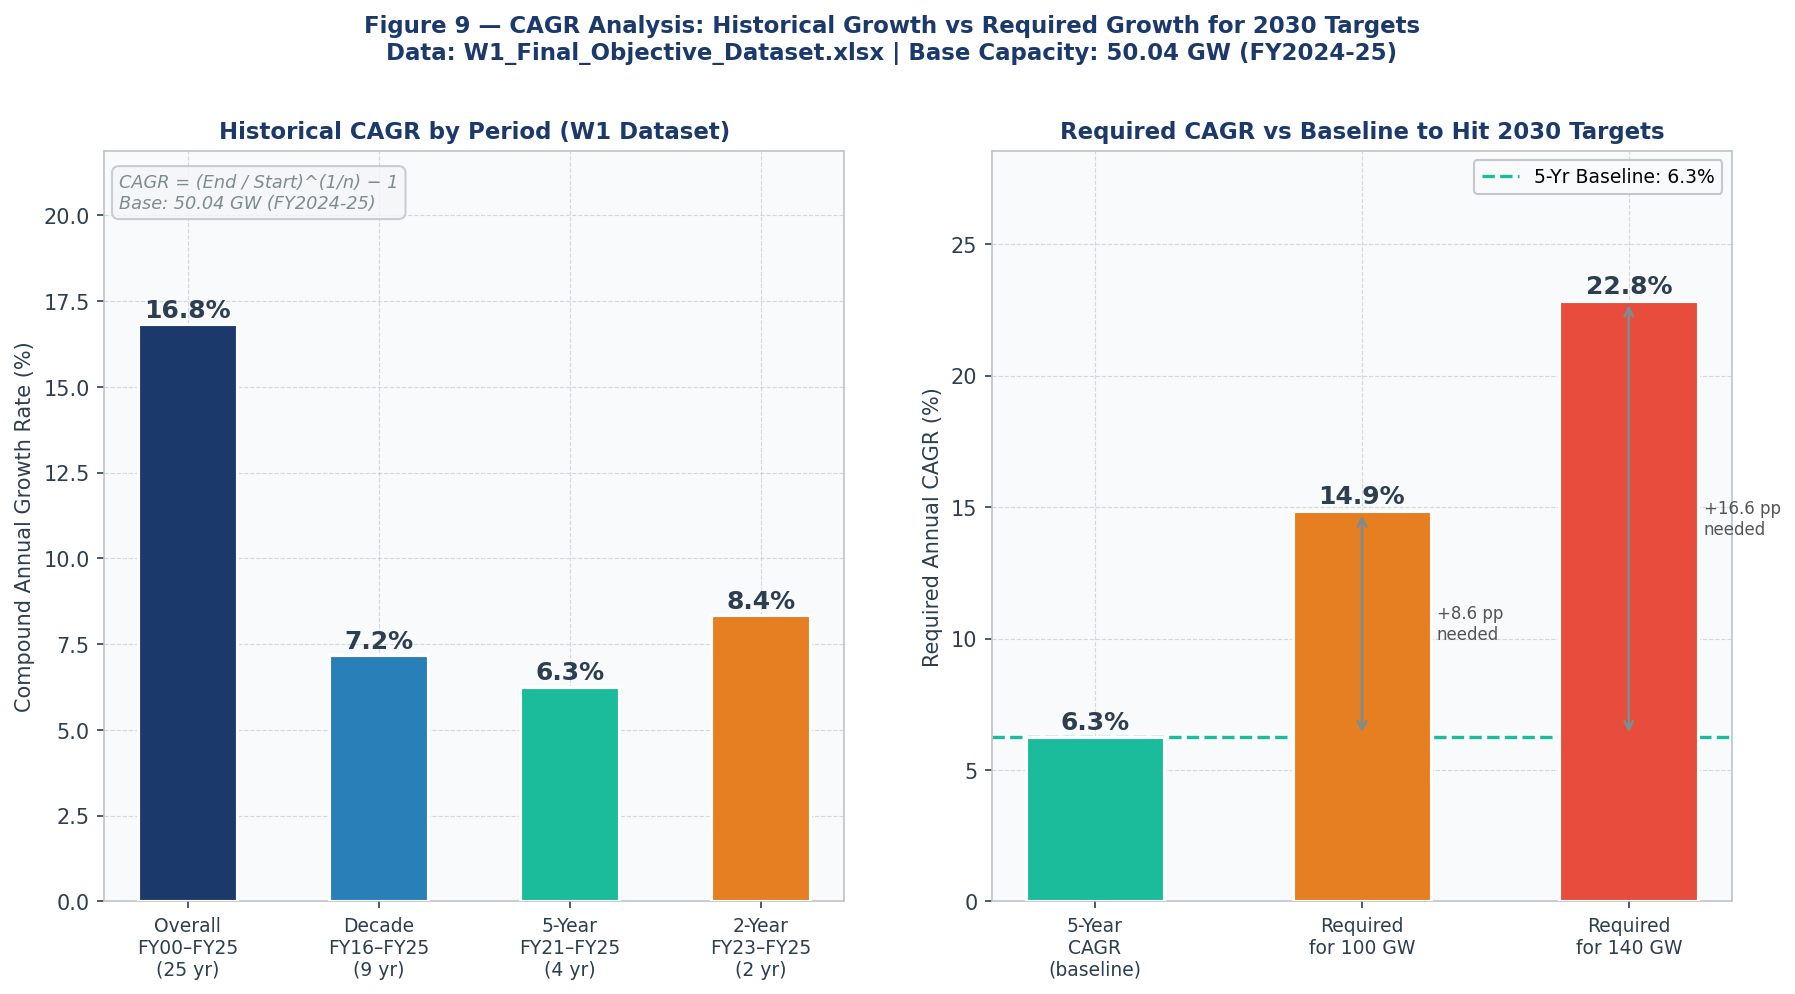 Figure 9 — CAGR Analysis: Historical Growth vs Required Growth for 2030 Targets
Data: W1_Final_Objective_Dataset.xlsx | Base Capacity: 50.04 GW (FY2024-25)
Historical CAGR by Period (W1 Dataset)
CAGR = (End / Start)^(1/n) − 1
Base: 50.04 GW (FY2024-25)
Compound Annual Growth Rate (%)
20.0
17.5
15.0
12.5
10.0
7.5
5.0
2.5
0.0
16.8%
7.2%
6.3%
8.4%
Overall
FY00–FY25
(25 yr)
Decade
FY16–FY25
(9 yr)
5-Year
FY21–FY25
(4 yr)
2-Year
FY23–FY25
(2 yr)
Required CAGR vs Baseline to Hit 2030 Targets
5-Yr Baseline: 6.3%
Required Annual CAGR (%)
25
20
15
10
5
0
6.3%
14.9%
+8.6 pp
needed
22.8%
+16.6 pp
needed
5-Year
CAGR
(baseline)
Required
for 100 GW
Required
for 140 GW